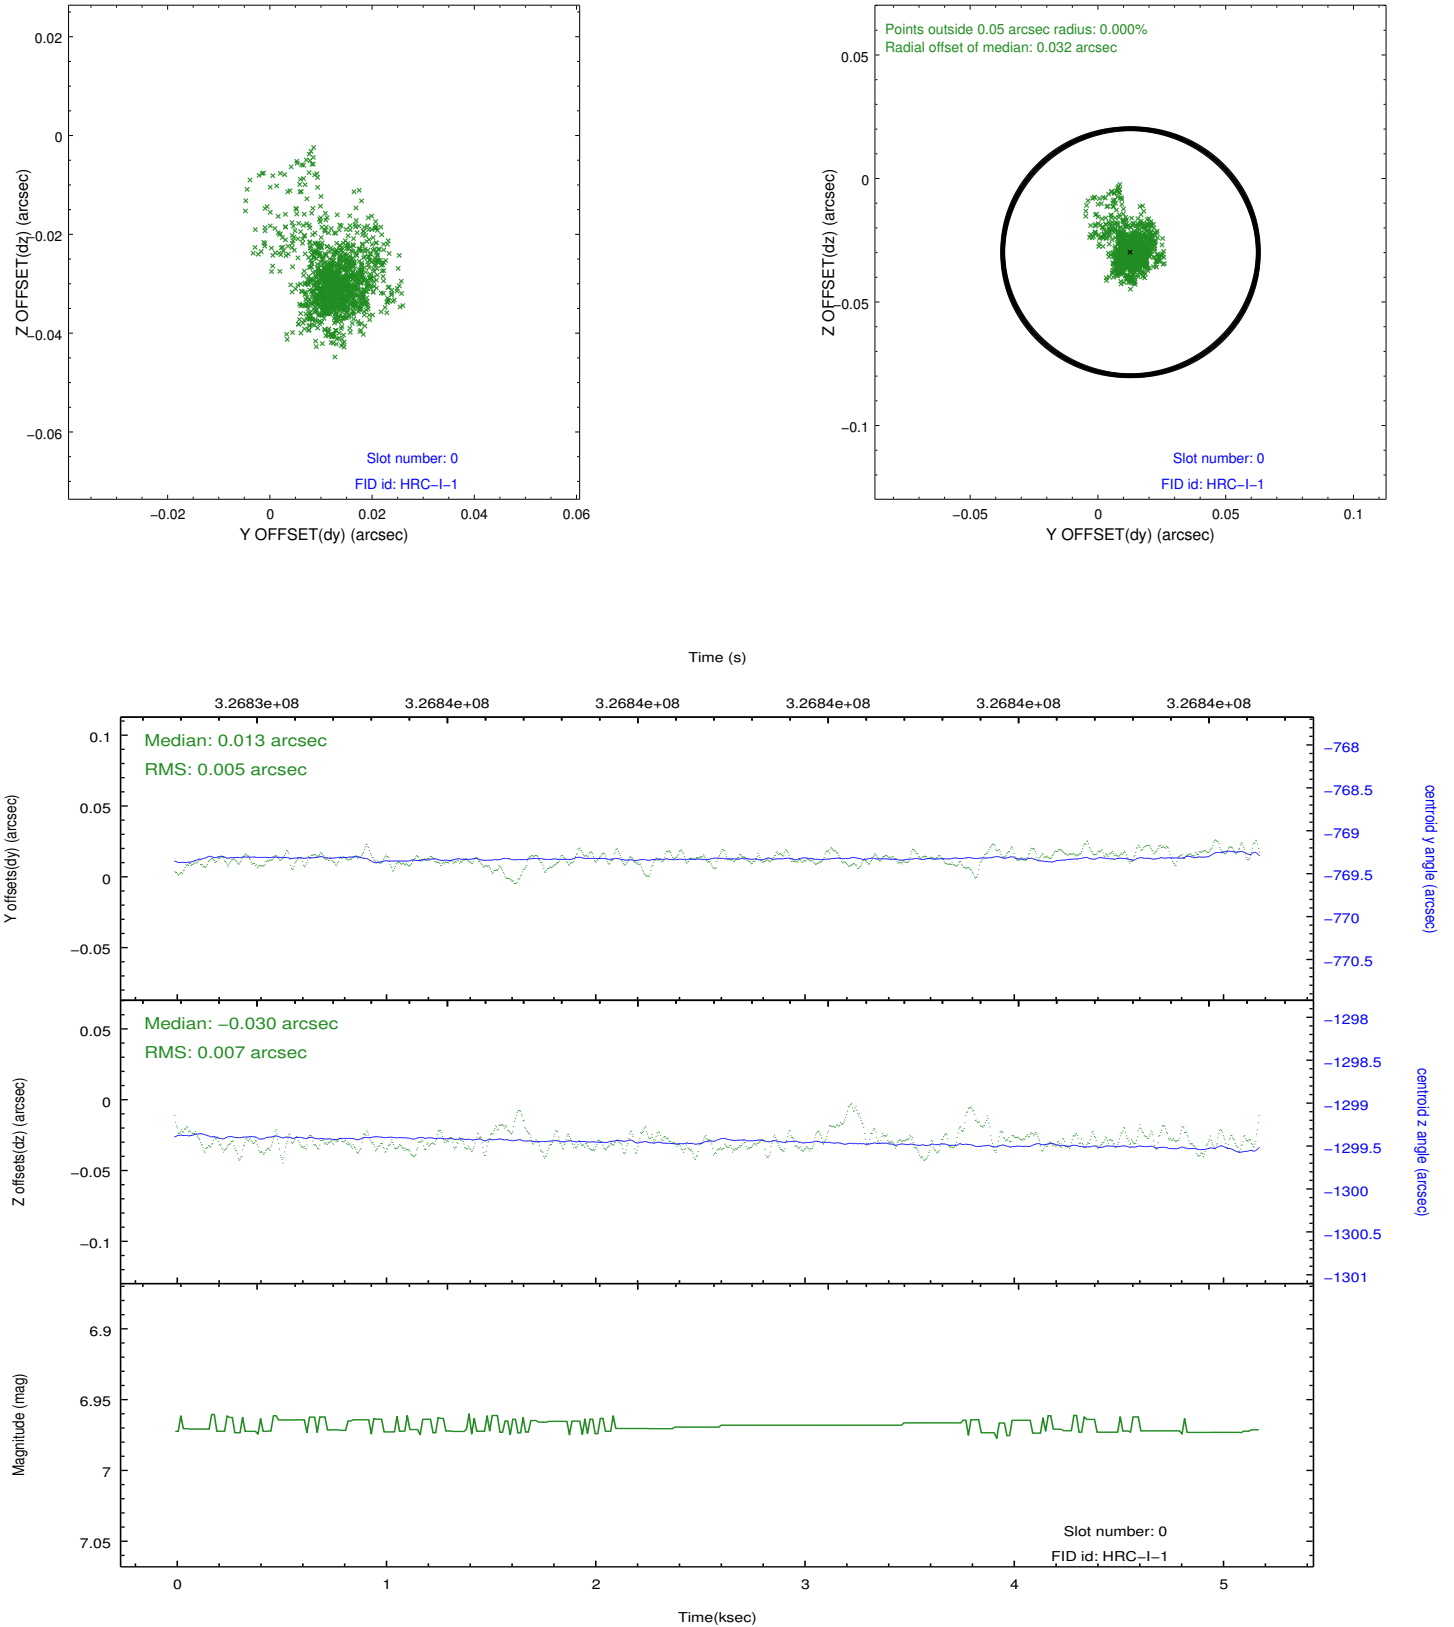 0.02
0
−0.02
−0.04
−0.06
Z OFFSET(dz) (arcsec)
Slot number: 0
FID id: HRC−I−1
−0.02 0 0.02 0.04 0.06
Y OFFSET(dy) (arcsec)
Points outside 0.05 arcsec radius: 0.000%
Radial offset of median: 0.032 arcsec
0.05
0
−0.05
−0.1
Z OFFSET(dz) (arcsec)
Slot number: 0
FID id: HRC−I−1
−0.05 0 0.05 0.1
Y OFFSET(dy) (arcsec)
Time (s)
3.2683e+08 3.2684e+08 3.2684e+08 3.2684e+08 3.2684e+08 3.2684e+08
Median: 0.013 arcsec
RMS: 0.005 arcsec
0.1
0.05
0
−0.05
Y offsets(dy) (arcsec)
−768
−768.5
−769
−769.5
−770
−770.5
centroid y angle (arcsec)
Median: −0.030 arcsec
RMS: 0.007 arcsec
0.05
0
−0.05
−0.1
Z offsets(dz) (arcsec)
−1298
−1298.5
−1299
−1299.5
−1300
−1300.5
−1301
centroid z angle (arcsec)
6.9
6.95
7
7.05
Magnitude (mag)
Slot number: 0
FID id: HRC−I−1
0 1 2 3 4 5
Time(ksec)